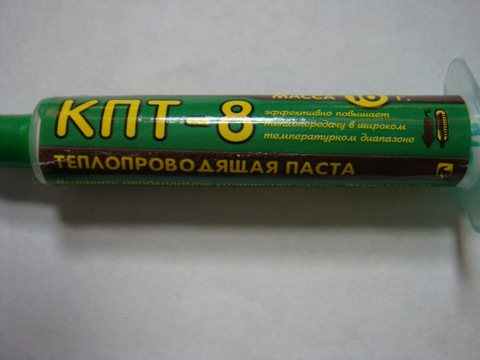 МАССА 10 Г.
КПТ-8
эффективно повышает
теплопередачу в широком
температурном диапазоне
ТЕПЛОПРОВОДЯЩАЯ ПАСТА